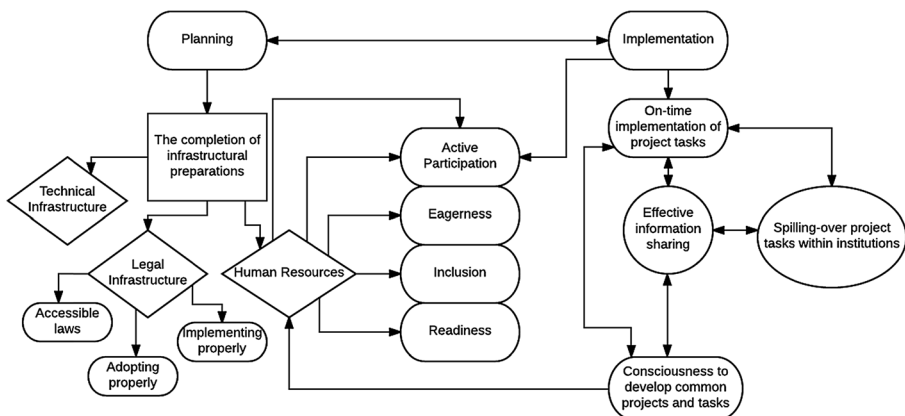 Planning
Implementation
The completion of
infrastructural
preparations
On-time
implementation of
project tasks
Active
Participation
Technical
Infrastructure
Eagerness
Effective
information
sharing
Spilling-over project
tasks within institutions
Legal
Infrastructure
Human Resources
Inclusion
Accessible
laws
Implementing
properly
Readiness
Adopting
properly
Consciousness to
develop common
projects and tasks